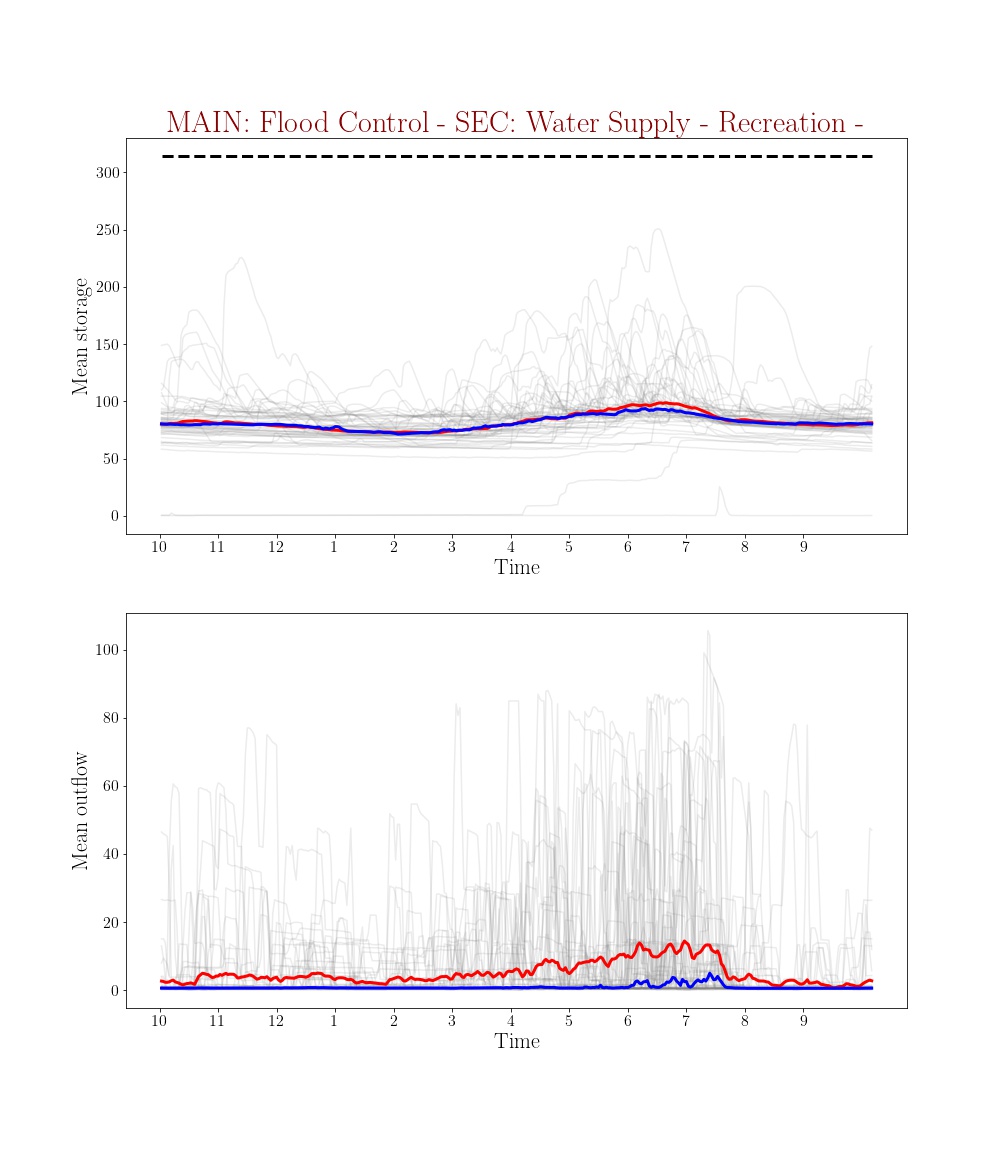 MAIN: Flood Control - SEC: Water Supply - Recreation -
300
250
200
150
100
50
0
Mean storage
10 11 12 1 2 3 4 5 6 7 8 9
Time
100
80
60
40
20
0
Mean outflow
10 11 12 1 2 3 4 5 6 7 8 9
Time